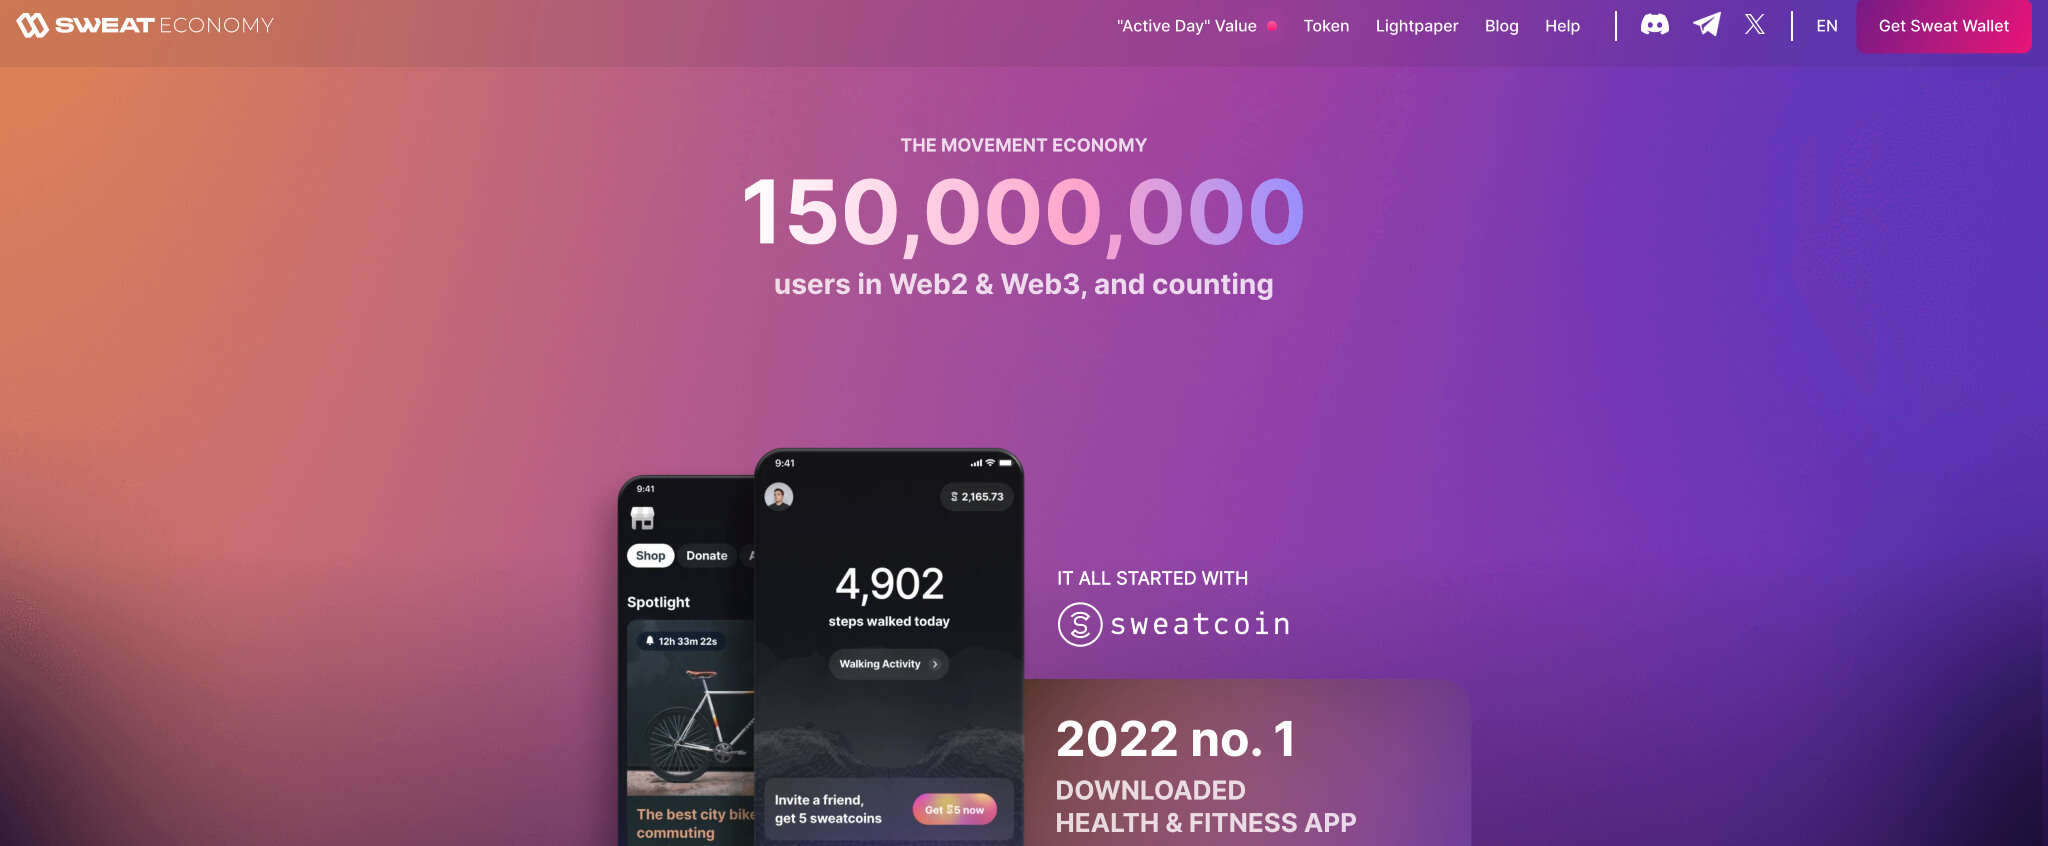 SWEAT ECONOMY
"Active Day" Value
Token
Lightpaper
Blog
Help
EN
Get Sweat Wallet
THE MOVEMENT ECONOMY
150,000,000
users in Web2 & Web3, and counting
9:41
Shop
Donate
Spotlight
12h 33m 22s
The best city bike
commuting
9:41
2,165.73
4,902
steps walked today
Walking Activity
Invite a friend,
get 5 sweatcoins
Get S5 now
IT ALL STARTED WITH
sweatcoin
2022 no. 1
DOWNLOADED
HEALTH & FITNESS APP